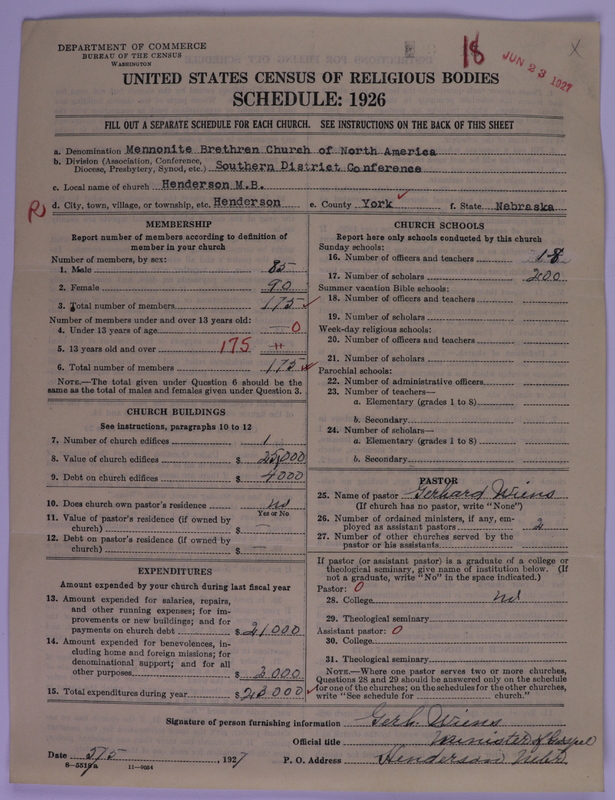 DEPARTMENT OF COMMERCE
BUREAU OF THE CENSUS
WASHINGTON
18
JUN 23 1927
X
UNITED STATES CENSUS OF RELIGIOUS BODIES
SCHEDULE: 1926
FILL OUT A SEPARATE SCHEDULE FOR EACH CHURCH. SEE INSTRUCTIONS ON THE BACK OF THIS SHEET
a. Denomination Mennonite Brethren Church of North America
b. Division (Association, Conference, Diocese, Presbytery, Synod, etc.) Southern District Conference
c. Local name of church Henderson M.B.
d. City, town, village, or township, etc. Henderson e. County York f. State Nebraska
MEMBERSHIP
Report number of members according to definition of
member in your church
Number of members, by sex:
1. Male 85
2. Female 90
3. Total number of members 175
Number of members under and over 13 years old:
4. Under 13 years of age 0
5. 13 years old and over 175 "
6. Total number of members 175
NOTE.—The total given under Question 6 should be
same as the total of males and females given under Question 3.
CHURCH BUILDINGS
See instructions, paragraphs 10 to 12
7. Number of church edifices 1
8. Value of church edifices $ 25,000
9. Debt on church edifices $ 4000
10. Does church own pastor's residence No
Yes or No
11. Value of pastor's residence (if owned by
church) $ —
12. Debt on pastor's residence (if owned by
church) $ —
EXPENDITURES
Amount expended by your church during last fiscal year
13. Amount expended for salaries, repairs,
and other running expenses; for im-
provements or new buildings; and for
payments on church debt $ 21000
14. Amount expended for benevolences, in-
cluding home and foreign missions; for
denominational support; and for all
other purposes $ 2000
15. Total expenditures during year $ 23000
CHURCH SCHOOLS
Report here only schools conducted by this church
Sunday schools:
16. Number of officers and teachers 18
17. Number of scholars 200
Summer vacation Bible schools:
18. Number of officers and teachers
19. Number of scholars
Week-day religious schools:
20. Number of officers and teachers
21. Number of scholars
Parochial schools:
22. Number of administrative officers
23. Number of teachers—
a. Elementary (grades 1 to 8)
b. Secondary
24. Number of scholars—
a. Elementary (grades 1 to 8)
b. Secondary $
PASTOR
25. Name of pastor Gerhard Wiens
(If church has no pastor, write "None")
26. Number of ordained ministers, if any, em-
ployed as assistant pastors 2
27. Number of other churches served by the
pastor or his assistants
If pastor (or assistant pastor) is a graduate of a college or
theological seminary, give name of institution below. (If
not a graduate, write "No" in the space indicated.)
Pastor: 0
28. College No
29. Theological seminary
Assistant pastor: 0
30. College
31. Theological seminary
NOTE.—Where one pastor serves two or more churches,
Questions 28 and 29 should be answered only on the schedule
for one of the churches; on the schedules for the other churches,
write "See schedule for church."
Signature of person furnishing information Gerh. Wiens
Official title Minister of Gospel
Date 5/5, 1927 P. O. Address Henderson Nebr.
6—5518a 11—9064